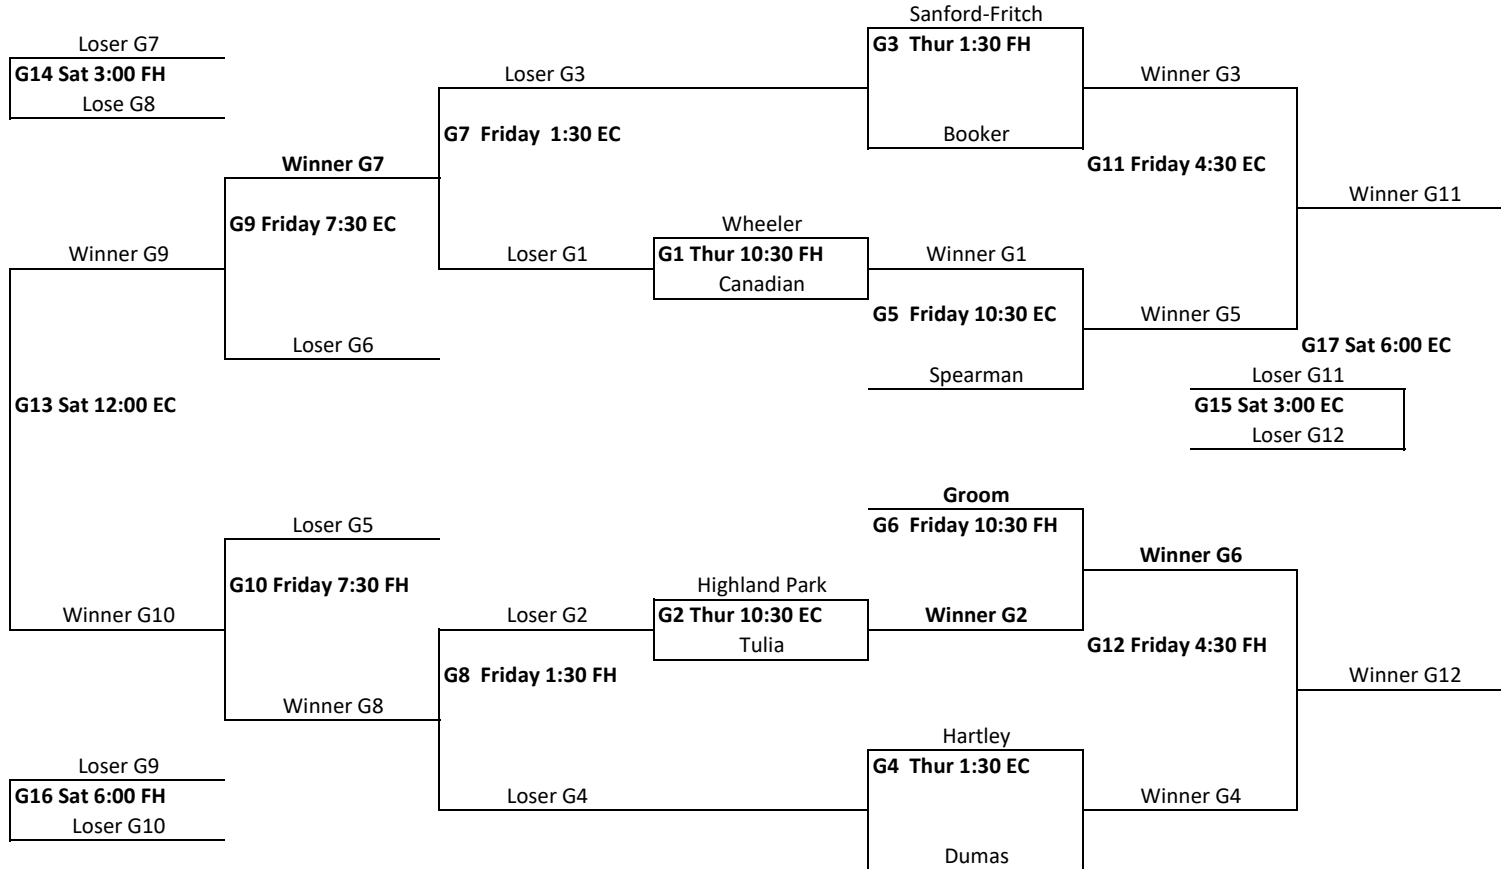 Sanford-Fritch
Loser G7
G3 Thur 1:30 FH
G14 Sat 3:00 FH
Loser G3
Winner G3
Lose G8
G7 Friday 1:30 EC
Booker
Winner G7
G11 Friday 4:30 EC
Winner G11
G9 Friday 7:30 EC
Wheeler
Winner G9
Loser G1
G1 Thur 10:30 FH
Winner G1
Canadian
G5 Friday 10:30 EC
Winner G5
Loser G6
G17 Sat 6:00 EC
Spearman
Loser G11
G13 Sat 12:00 EC
G15 Sat 3:00 EC
Loser G12
Groom
Loser G5
G6 Friday 10:30 FH
Winner G6
G10 Friday 7:30 FH
Highland Park
Winner G10
Loser G2
G2 Thur 10:30 EC
Winner G2
Tulia
G12 Friday 4:30 FH
G8 Friday 1:30 FH
Winner G12
Winner G8
Hartley
Loser G9
G4 Thur 1:30 EC
G16 Sat 6:00 FH
Loser G4
Winner G4
Loser G10
Dumas